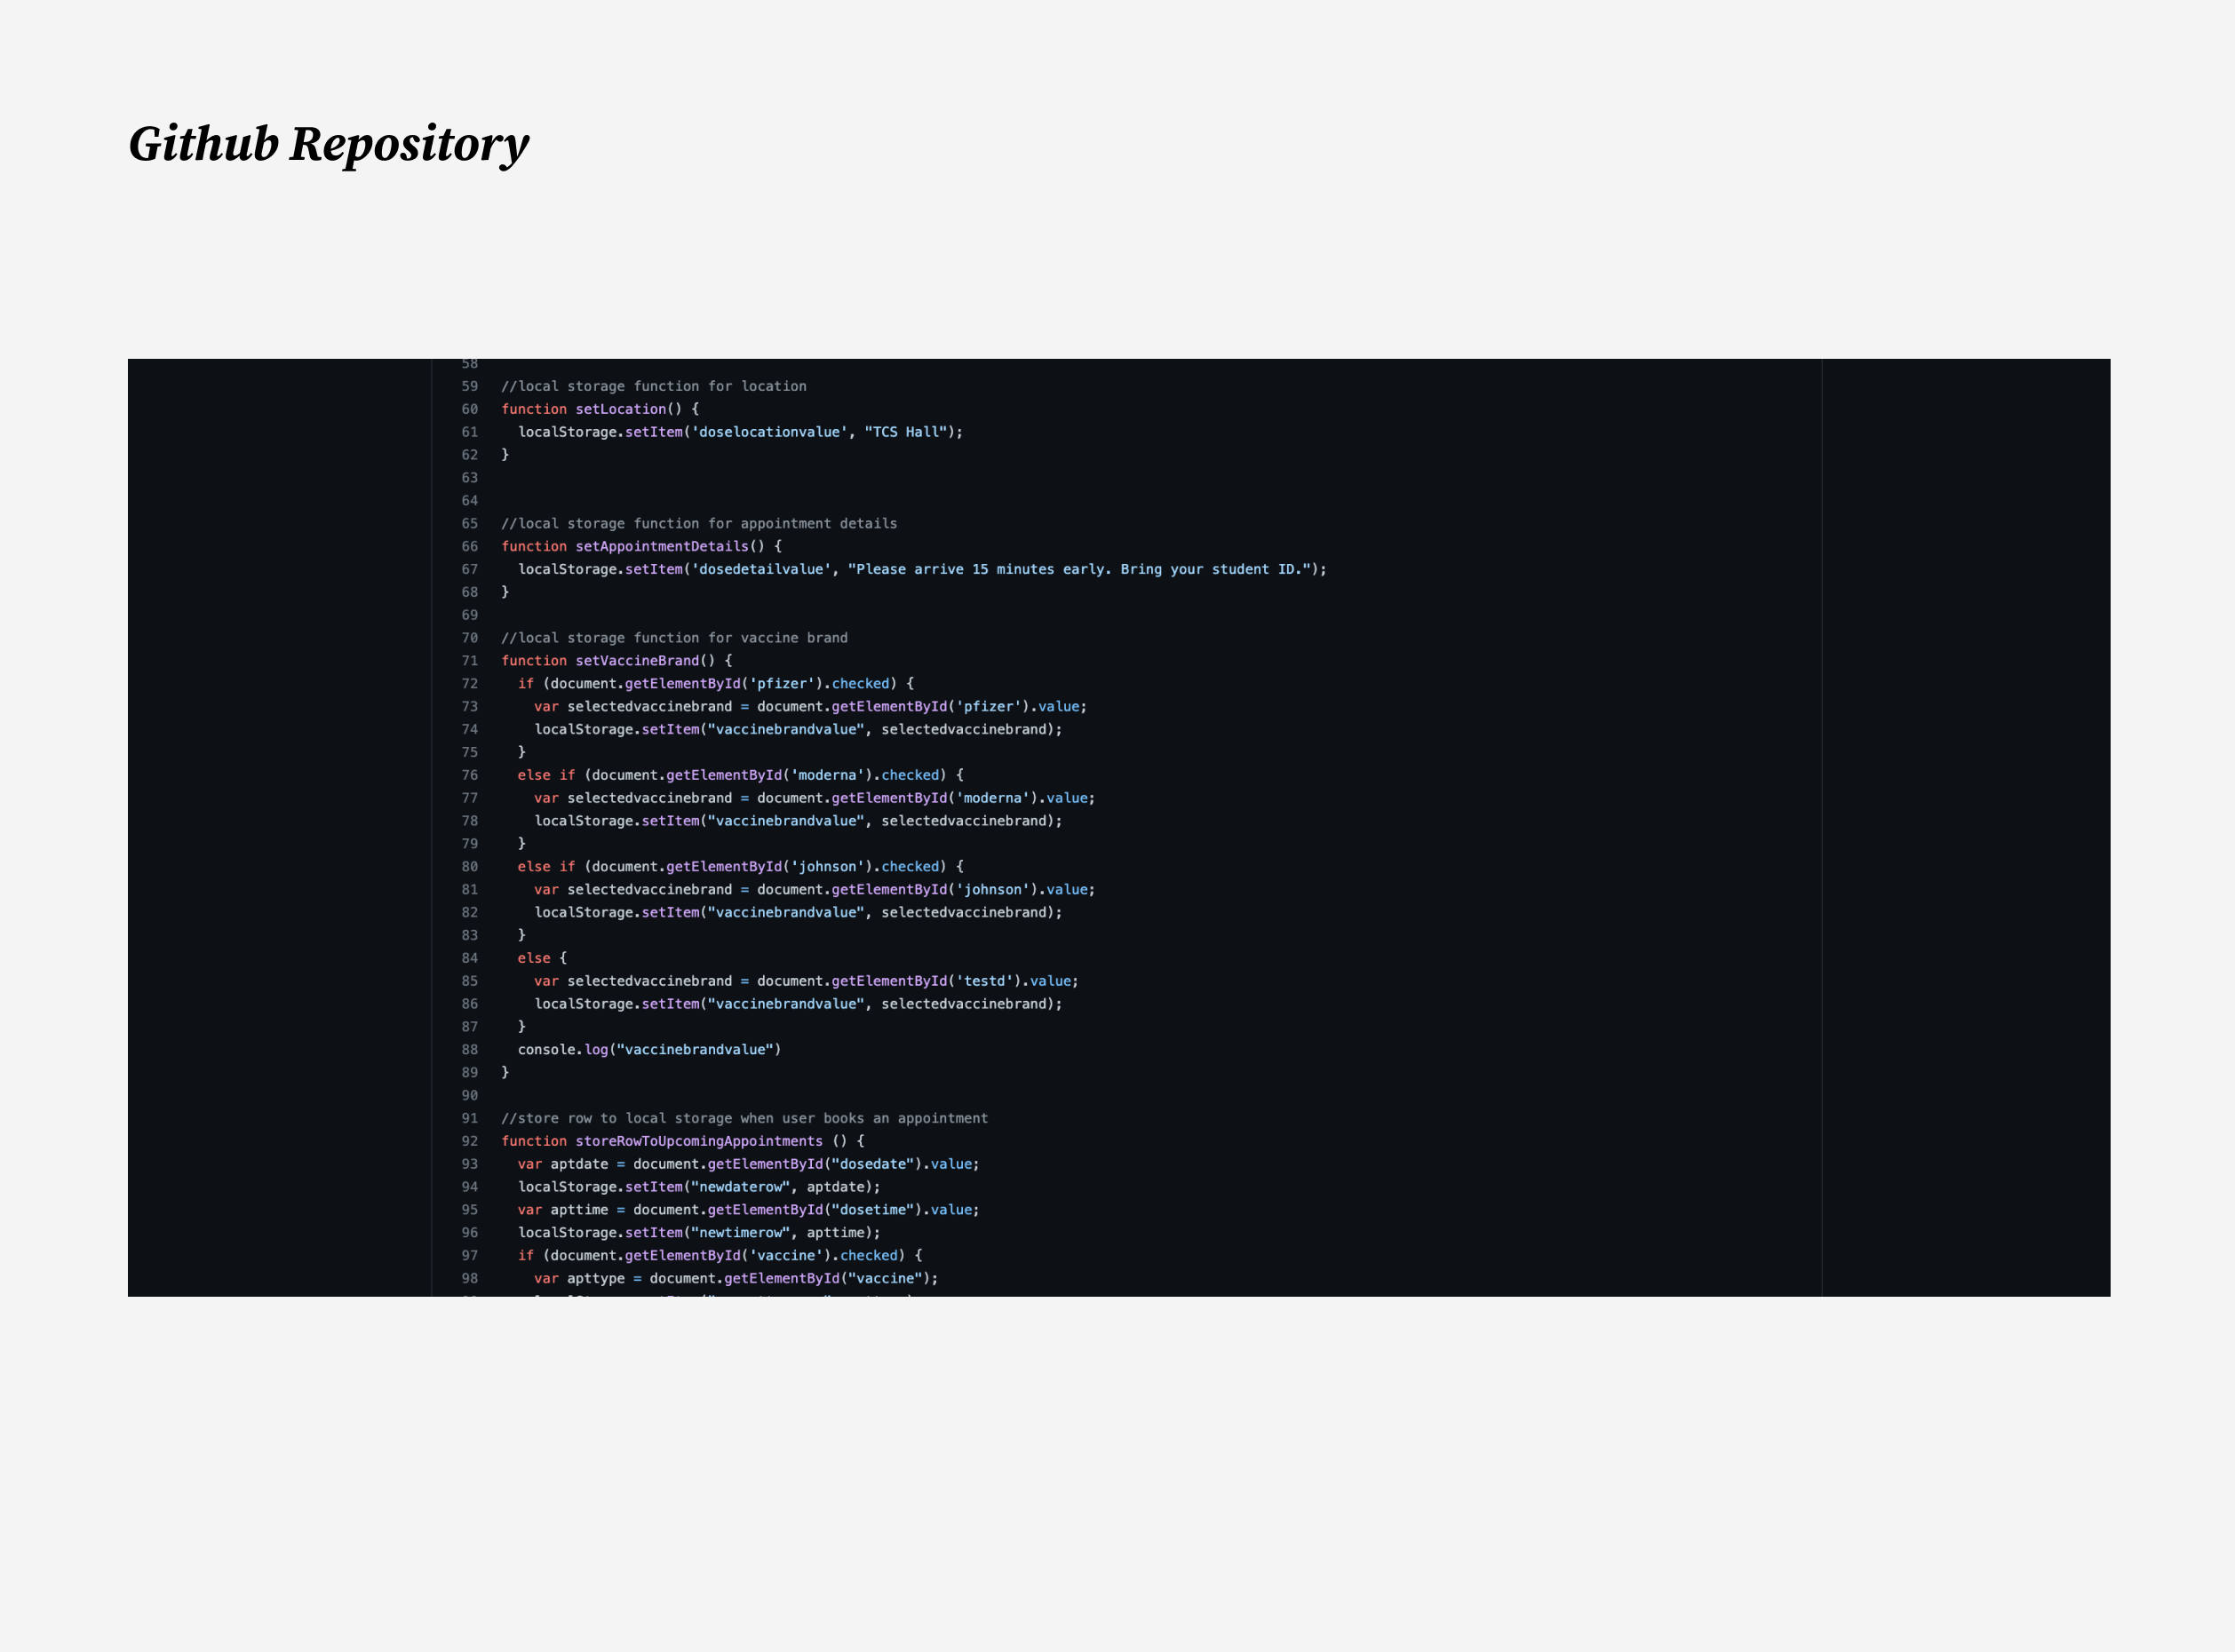 Github Repository
58
59 //local storage function for location
60 function setLocation() {
61 localStorage.setItem('doselocationvalue', "TCS Hall");
62 }
63
64
65 //local storage function for appointment details
66 function setAppointmentDetails() {
67 localStorage.setItem('dosedetailvalue', "Please arrive 15 minutes early. Bring your student ID.");
68 }
69
70 //local storage function for vaccine brand
71 function setVaccineBrand() {
72 if (document.getElementById('pfizer').checked) {
73 var selectedvaccinebrand = document.getElementById('pfizer').value;
74 localStorage.setItem("vaccinebrandvalue", selectedvaccinebrand);
75 }
76 else if (document.getElementById('moderna').checked) {
77 var selectedvaccinebrand = document.getElementById('moderna').value;
78 localStorage.setItem("vaccinebrandvalue", selectedvaccinebrand);
79 }
80 else if (document.getElementById('johnson').checked) {
81 var selectedvaccinebrand = document.getElementById('johnson').value;
82 localStorage.setItem("vaccinebrandvalue", selectedvaccinebrand);
83 }
84 else {
85 var selectedvaccinebrand = document.getElementById('testd').value;
86 localStorage.setItem("vaccinebrandvalue", selectedvaccinebrand);
87 }
88 console.log("vaccinebrandvalue")
89 }
90
91 //store row to local storage when user books an appointment
92 function storeRowToUpcomingAppointments () {
93 var aptdate = document.getElementById("dosedate").value;
94 localStorage.setItem("newdaterow", aptdate);
95 var apttime = document.getElementById("dosetime").value;
96 localStorage.setItem("newtimerow", apttime);
97 if (document.getElementById('vaccine').checked) {
98 var apttype = document.getElementById("vaccine");